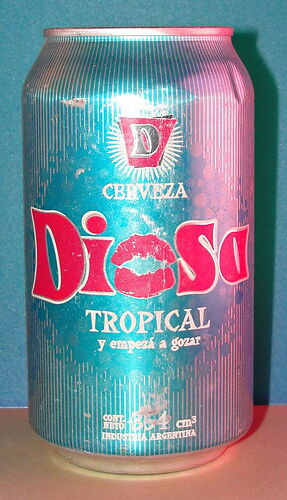 D
CERVEZA
Diosa
TROPICAL
y empezá a gozar
CONT. NETO 354 cm³
INDUSTRIA ARGENTINA